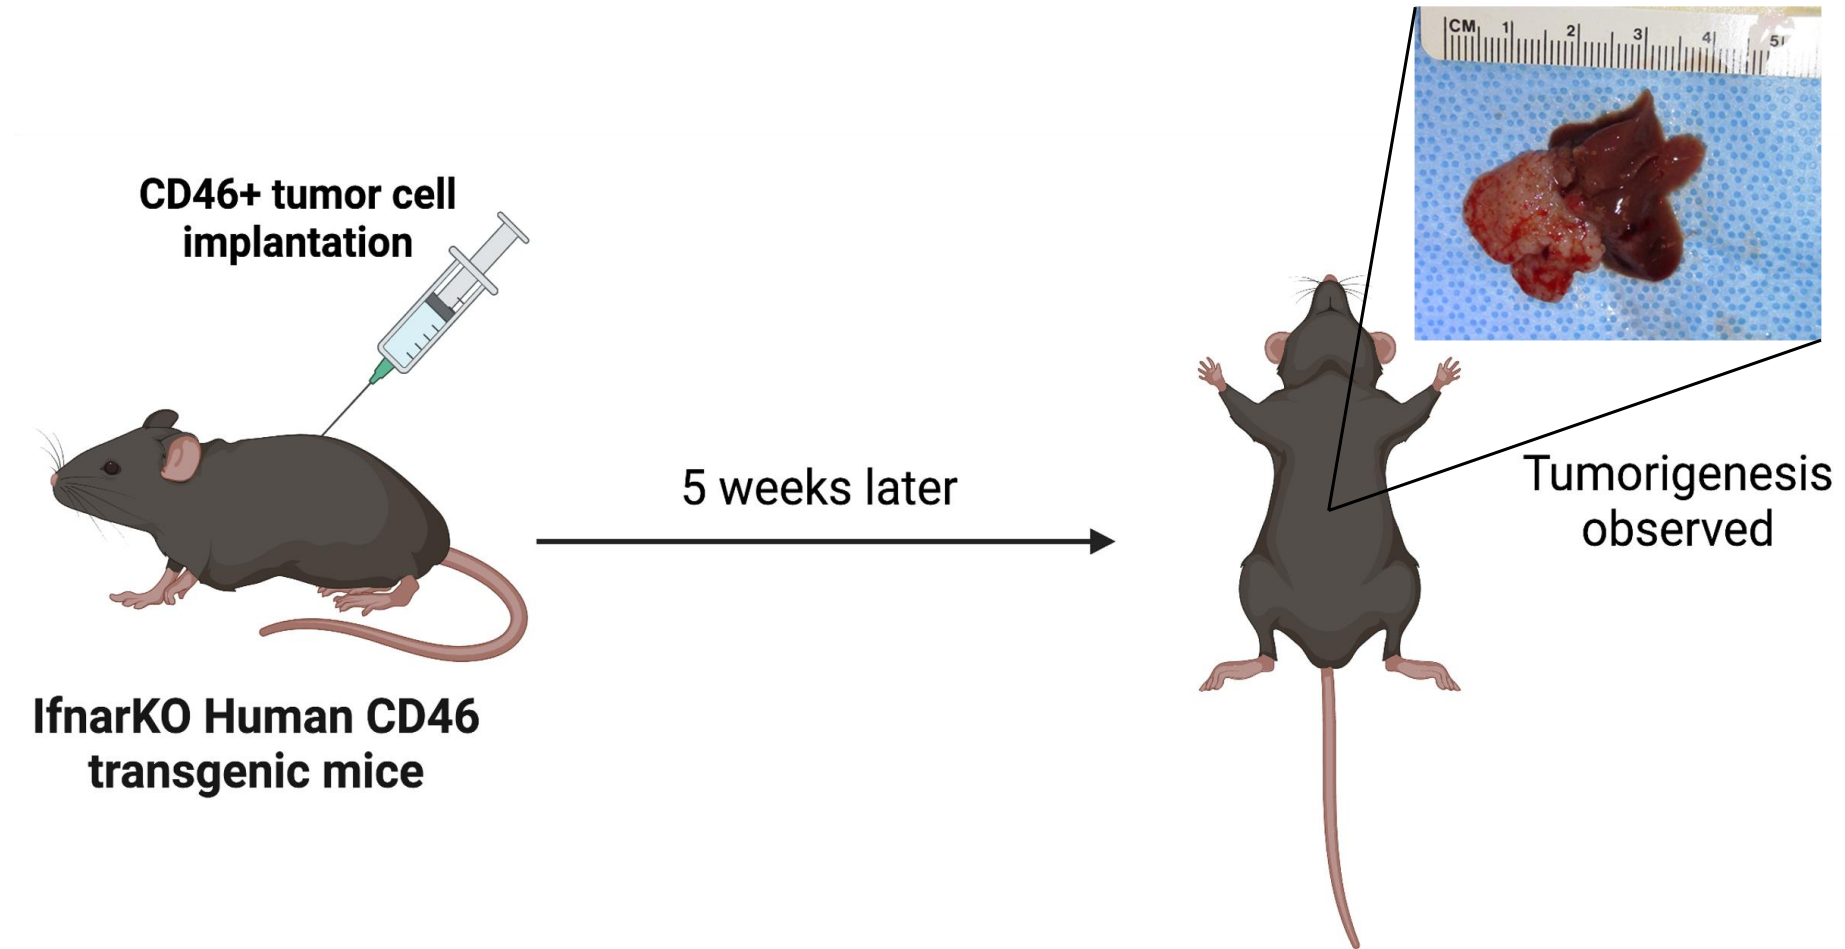 CD46+ tumor cell
implantation
IfnarKO Human CD46
transgenic mice
5 weeks later
CM 1 2 3 4 5
Tumorigenesis
observed